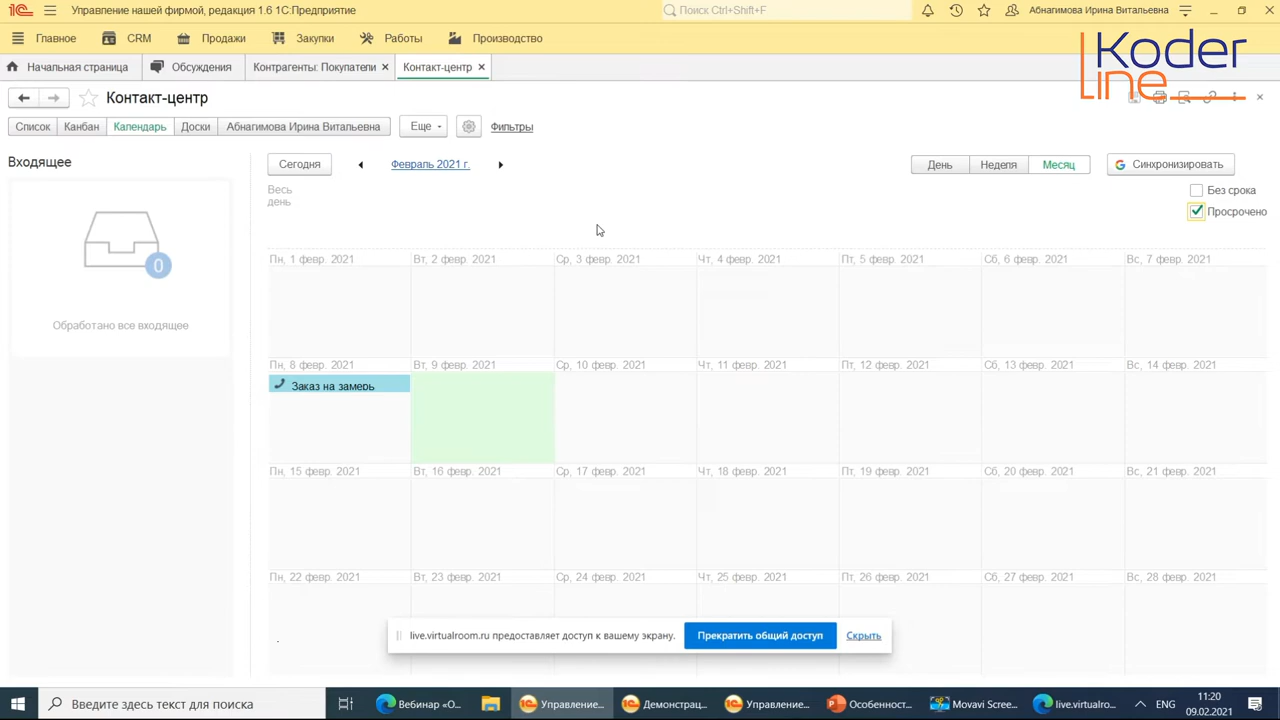 Управление нашей фирмой, редакция 1.6 1С:Предприятие
Поиск Ctrl+Shift+F
Абнагимова Ирина Витальевна
Главное CRM Продажи Закупки Работы Производство
Koder line
Начальная страница Обсуждения Контрагенты: Покупатели × Контакт-центр ×
Контакт-центр
Список Канбан Календарь Доски Абнагимова Ирина Витальевна Еще Фильтры
Входящее
0
Обработано все входящее
Сегодня Февраль 2021 г. День Неделя Месяц Синхронизировать
Весь день
Без срока
Просрочено
Пн, 1 февр. 2021 Вт, 2 февр. 2021 Ср, 3 февр. 2021 Чт, 4 февр. 2021 Пт, 5 февр. 2021 Сб, 6 февр. 2021 Вс, 7 февр. 2021
Пн, 8 февр. 2021 Вт, 9 февр. 2021 Ср, 10 февр. 2021 Чт, 11 февр. 2021 Пт, 12 февр. 2021 Сб, 13 февр. 2021 Вс, 14 февр. 2021
Заказ на замеры
Пн, 15 февр. 2021 Вт, 16 февр. 2021 Ср, 17 февр. 2021 Чт, 18 февр. 2021 Пт, 19 февр. 2021 Сб, 20 февр. 2021 Вс, 21 февр. 2021
Пн, 22 февр. 2021 Вт, 23 февр. 2021 Ср, 24 февр. 2021 Чт, 25 февр. 2021 Пт, 26 февр. 2021 Сб, 27 февр. 2021 Вс, 28 февр. 2021
live.virtualroom.ru предоставляет доступ к вашему экрану. Прекратить общий доступ Скрыть
Введите здесь текст для поиска
Вебинар «О... Управление... Демонстрац... Управление... Особенност... Movavi Scree... live.virtualro... ENG
11:20
09.02.2021